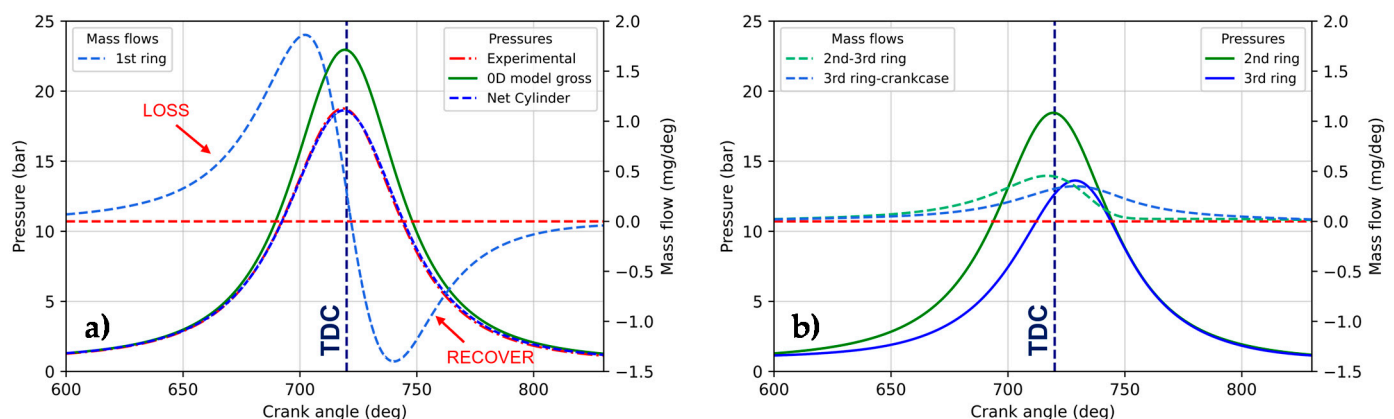 25
20
15
10
5
0
Pressure (bar)
2.0
1.5
1.0
0.5
0.0
−0.5
−1.0
−1.5
Mass flow (mg/deg)
Mass flows
1st ring
Pressures
Experimental
0D model gross
Net Cylinder
LOSS
RECOVER
TDC
a)
600
650
700
750
800
Crank angle (deg)
25
20
15
10
5
0
Pressure (bar)
2.0
1.5
1.0
0.5
0.0
−0.5
−1.0
−1.5
Mass flow (mg/deg)
Mass flows
2nd-3rd ring
3rd ring-crankcase
Pressures
2nd ring
3rd ring
TDC
b)
600
650
700
750
800
Crank angle (deg)